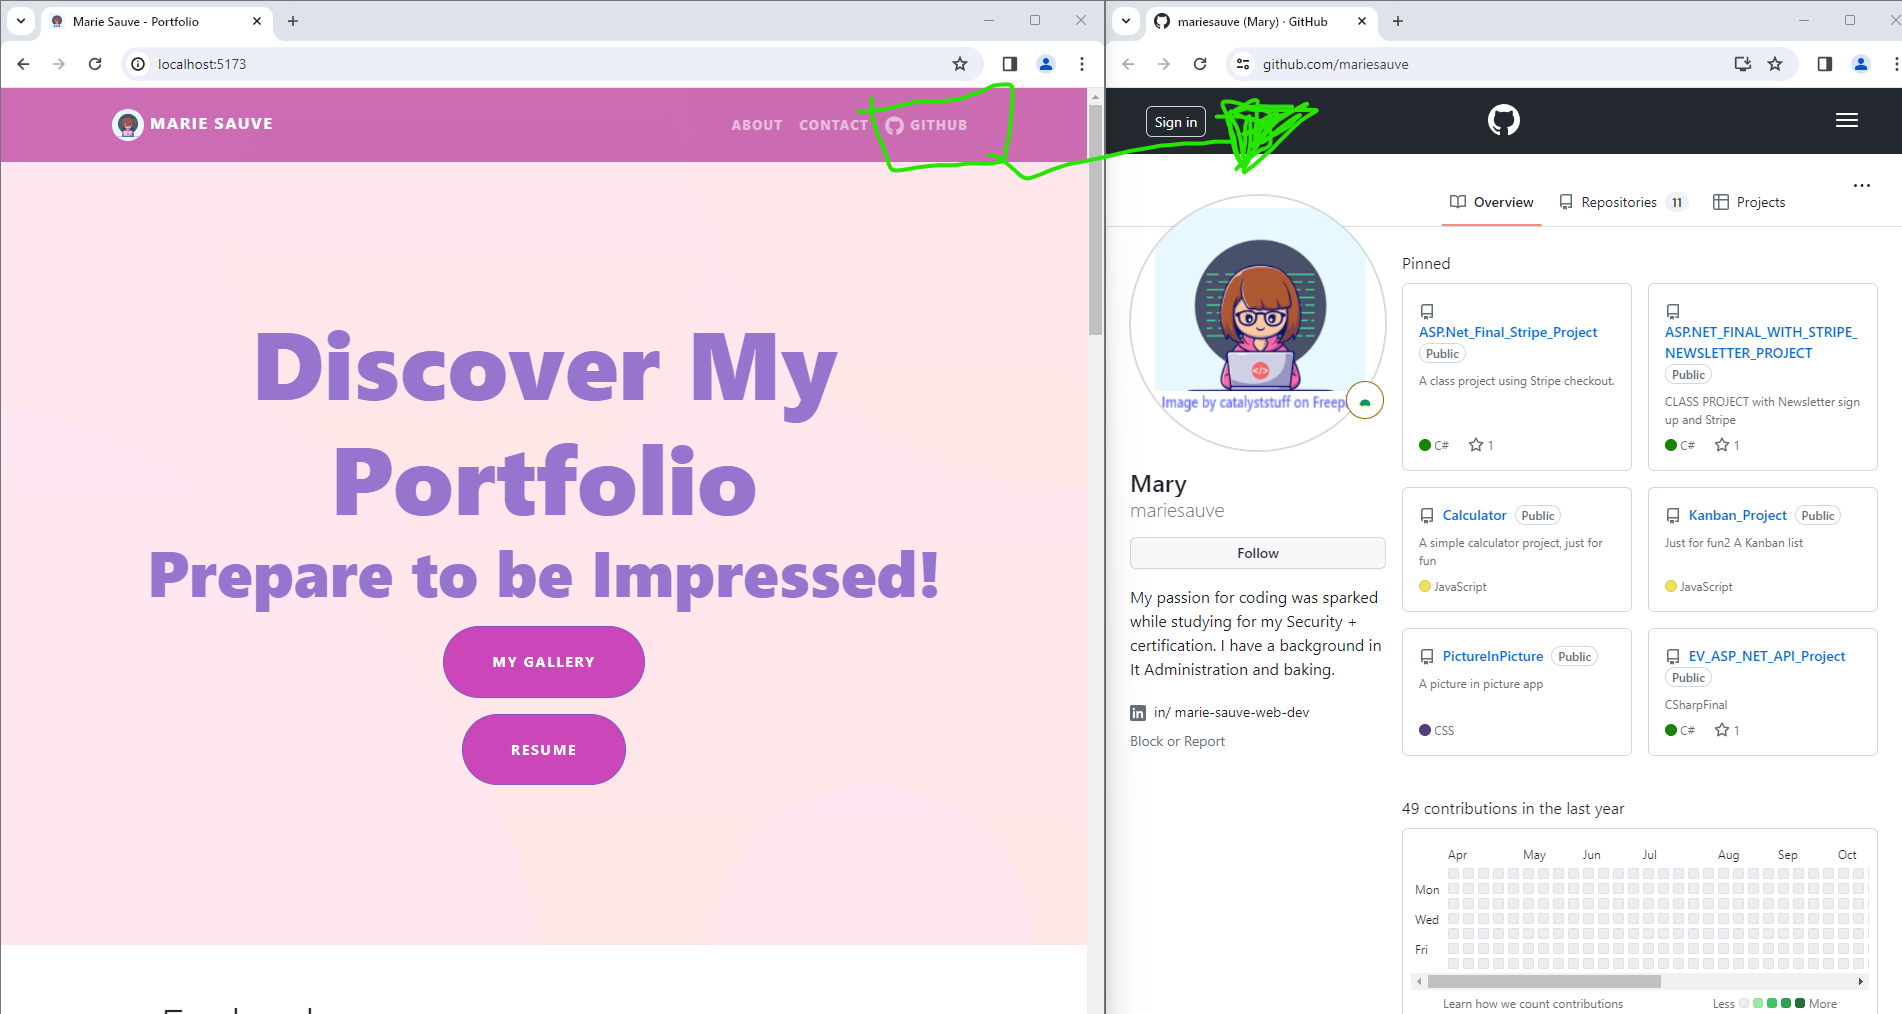 Marie Sauve - Portfolio
localhost:5173
MARIE SAUVE
ABOUT CONTACT GITHUB
Discover My
Portfolio
Prepare to be Impressed!
MY GALLERY
RESUME
mariesauve (Mary) · GitHub
github.com/mariesauve
Sign in
Overview Repositories 11 Projects
Image by catalyststuff on Freep
Mary
mariesauve
Follow
My passion for coding was sparked
while studying for my Security +
certification. I have a background in
It Administration and baking.
in/ marie-sauve-web-dev
Block or Report
Pinned
ASP.Net_Final_Stripe_Project
Public
A class project using Stripe checkout.
C# 1
ASP.NET_FINAL_WITH_STRIPE_
NEWSLETTER_PROJECT
Public
CLASS PROJECT with Newsletter sign
up and Stripe
C# 1
Calculator Public
A simple calculator project, just for
fun
JavaScript
Kanban_Project Public
Just for fun2 A Kanban list
JavaScript
PictureInPicture Public
A picture in picture app
CSS
EV_ASP_NET_API_Project
Public
CSharpFinal
C# 1
49 contributions in the last year
Apr May Jun Jul Aug Sep Oct
Mon
Wed
Fri
Learn how we count contributions Less More